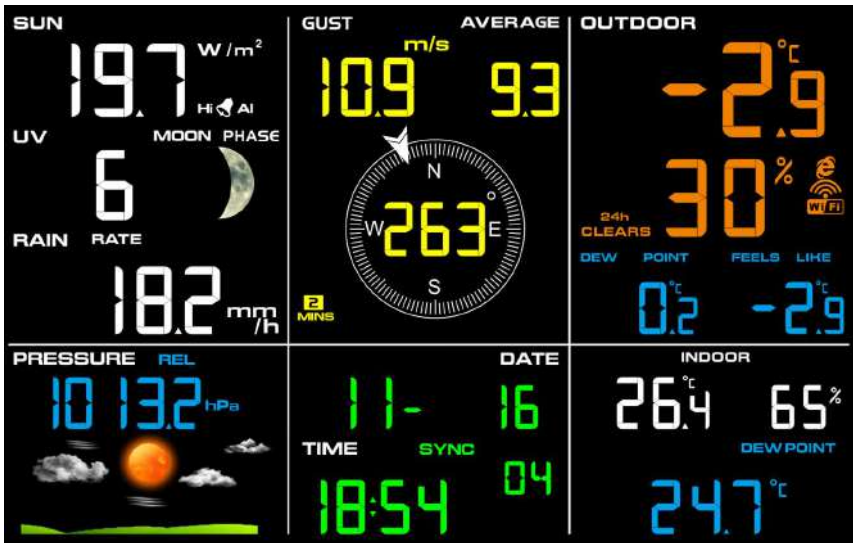 SUN
19.7 W/m²
Hi Al
UV
MOON PHASE
6
RAIN RATE
18.2 mm/h
GUST
AVERAGE
m/s
10.9
9.3
N
W
263°
E
S
2
MINS
OUTDOOR
-2.9 °C
30%
e
WiFi
24h
CLEARS
DEW POINT
FEELS LIKE
0.2 °C
-2.9 °C
PRESSURE REL
1013.2 hPa
DATE
11-16
TIME
SYNC
04
18:54
INDOOR
26.4 °C
65%
DEW POINT
24.7 °C